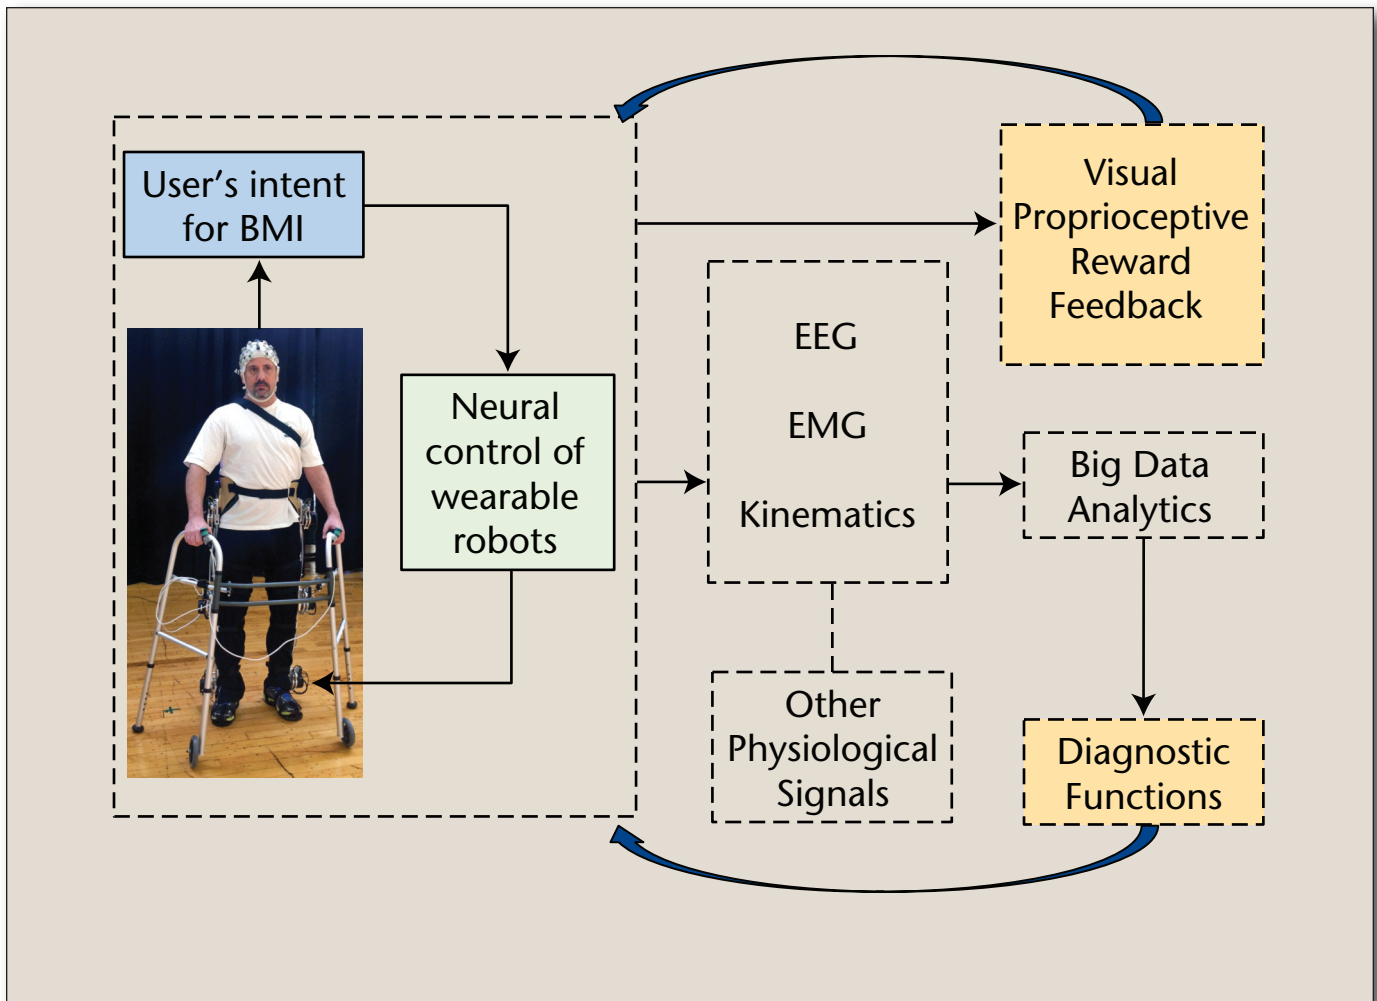 User's intent
for BMI
Neural
control of
wearable
robots
EEG
EMG
Kinematics
Other
Physiological
Signals
Visual
Proprioceptive
Reward
Feedback
Big Data
Analytics
Diagnostic
Functions